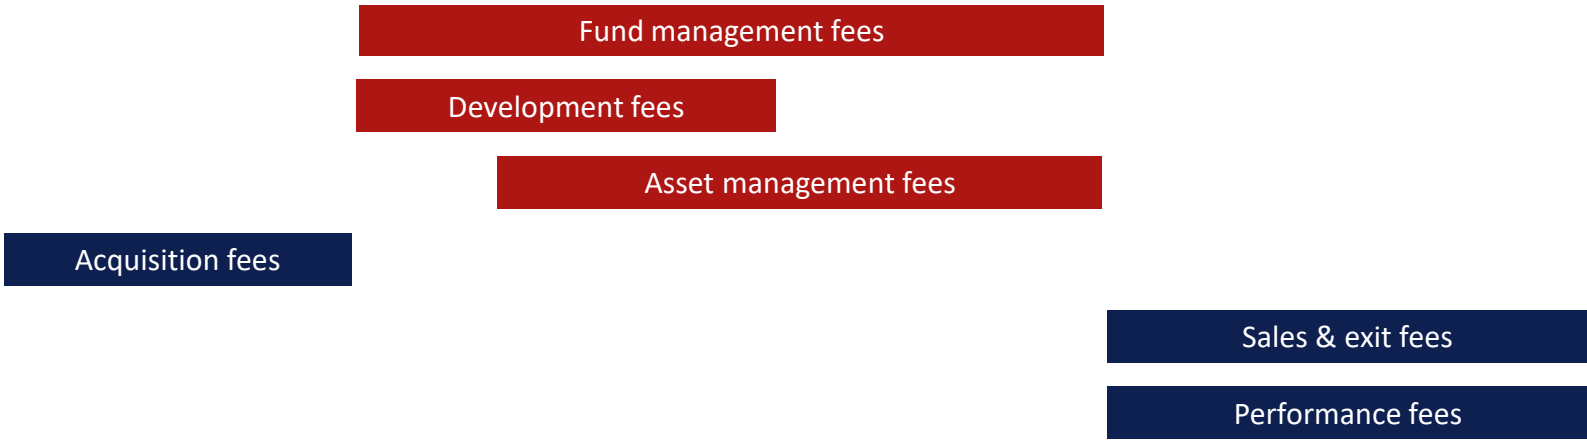 Fund management fees
Development fees
Asset management fees
Acquisition fees
Sales & exit fees
Performance fees